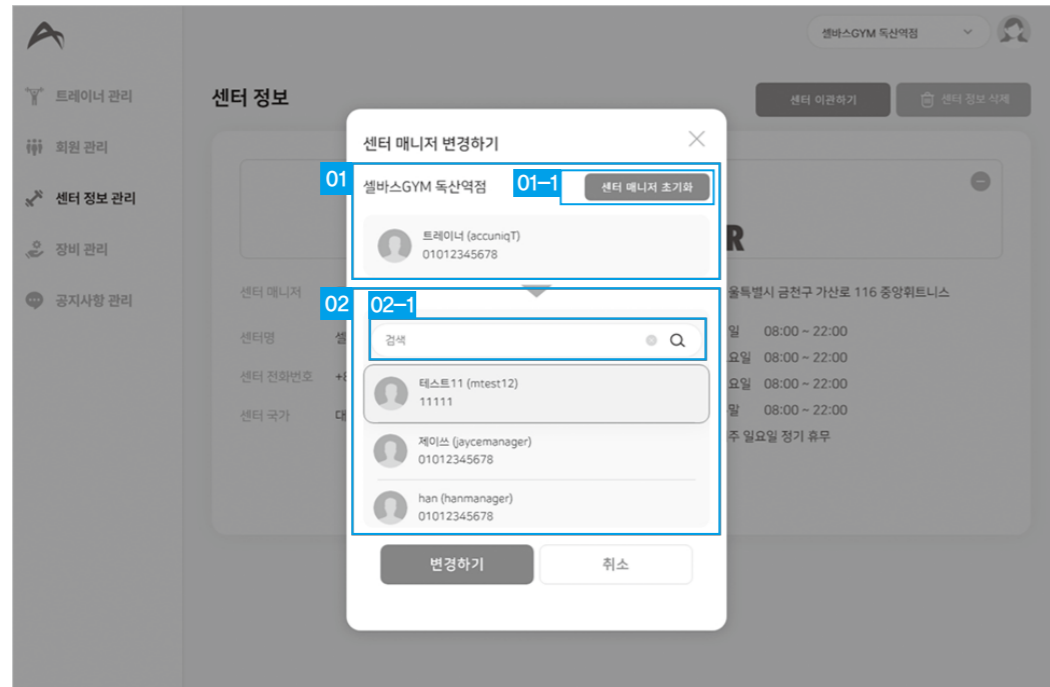 셀바스GYM 독산역점
트레이너 관리
회원 관리
센터 정보 관리
장비 관리
공지사항 관리
센터 정보
센터 이관하기
센터 정보 삭제
센터 매니저 변경하기
01
셀바스GYM 독산역점
01-1
센터 매니저 초기화
트레이너 (accuniqT)
01012345678
R
02
02-1
검색
테스트11 (mtest12)
11111
제이쓰 (jaycemanager)
01012345678
han (hanmanager)
01012345678
변경하기
취소
센터 매니저
센터명
셀
센터 전화번호
센터 국가
울특별시 금천구 가산로 116 중앙휘트니스
일 08:00 ~ 22:00
요일 08:00 ~ 22:00
요일 08:00 ~ 22:00
말 08:00 ~ 22:00
주 일요일 정기 휴무